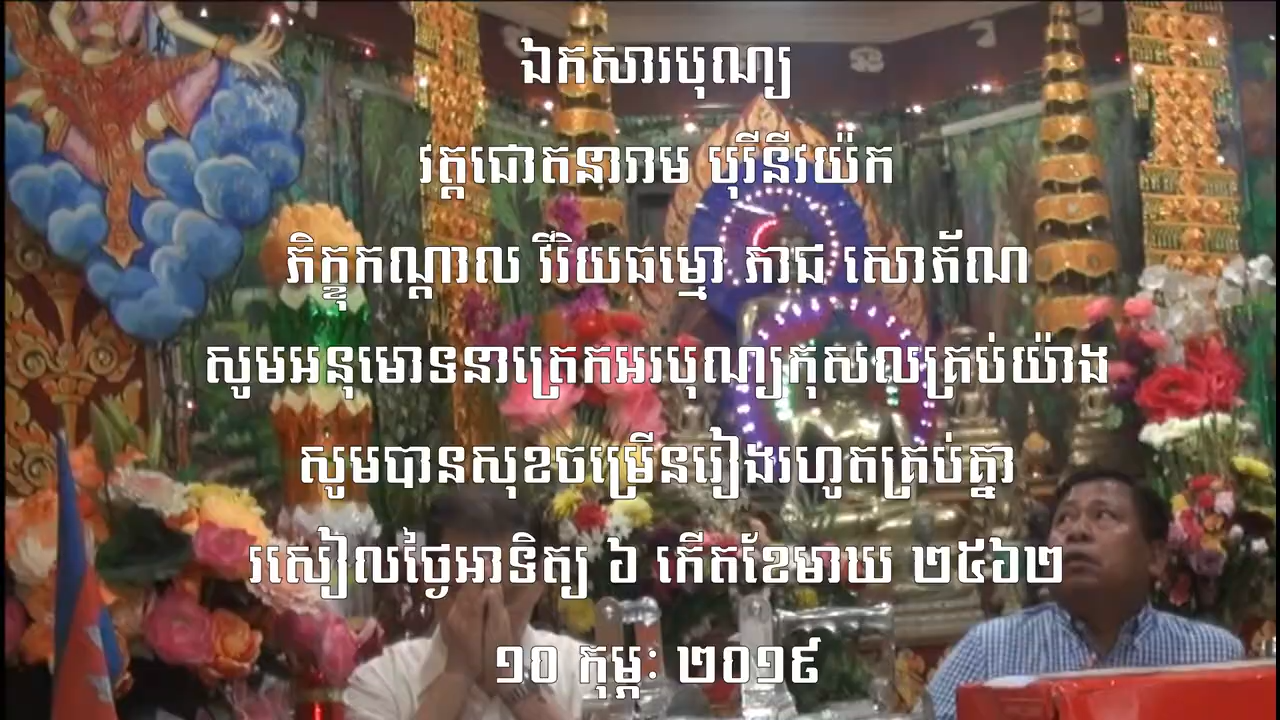 ឯកសារបុណ្យ
វត្តជោតនារាម បុរីនីវយ៉ក
ភិក្ខុកណ្តាល វីរិយធម្មោ ភាជ សោភ័ណ
សូមអនុមោទនាត្រេកអរបុណ្យកុសលគ្រប់យ៉ាង
សូមបានសុខចម្រើនរៀងរហូតគ្រប់គ្នា
រសៀលថ្ងៃអាទិត្យ ៦ កើតខែមាឃ ២៥៦២
១០ កុម្ភៈ ២០១៩